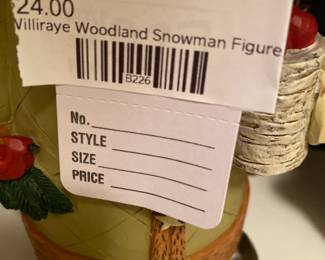 24.00
Williraye Woodland Snowman Figure
B226
No.
STYLE
SIZE
PRICE